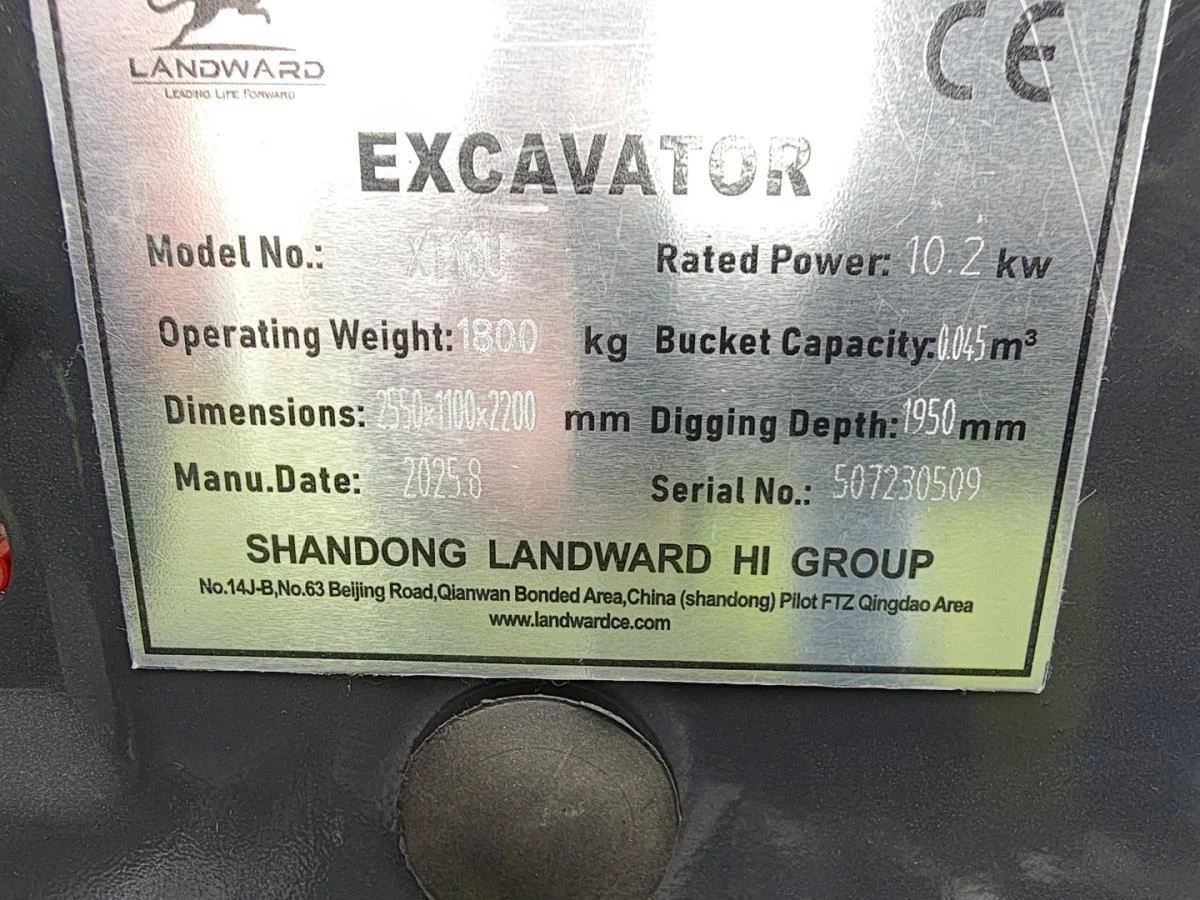 LANDWARD
LEADING LIFE FORWARD
CE
EXCAVATOR
Model No.: XT18U Rated Power: 10.2 kw
Operating Weight: 1800 kg Bucket Capacity: 0.045 m³
Dimensions: 2550x1100x2200 mm Digging Depth: 1950 mm
Manu.Date: 2025.8 Serial No.: 507230509
SHANDONG LANDWARD HI GROUP
No.14J-B,No.63 Beijing Road,Qianwan Bonded Area,China (shandong) Pilot FTZ Qingdao Area
www.landwardce.com